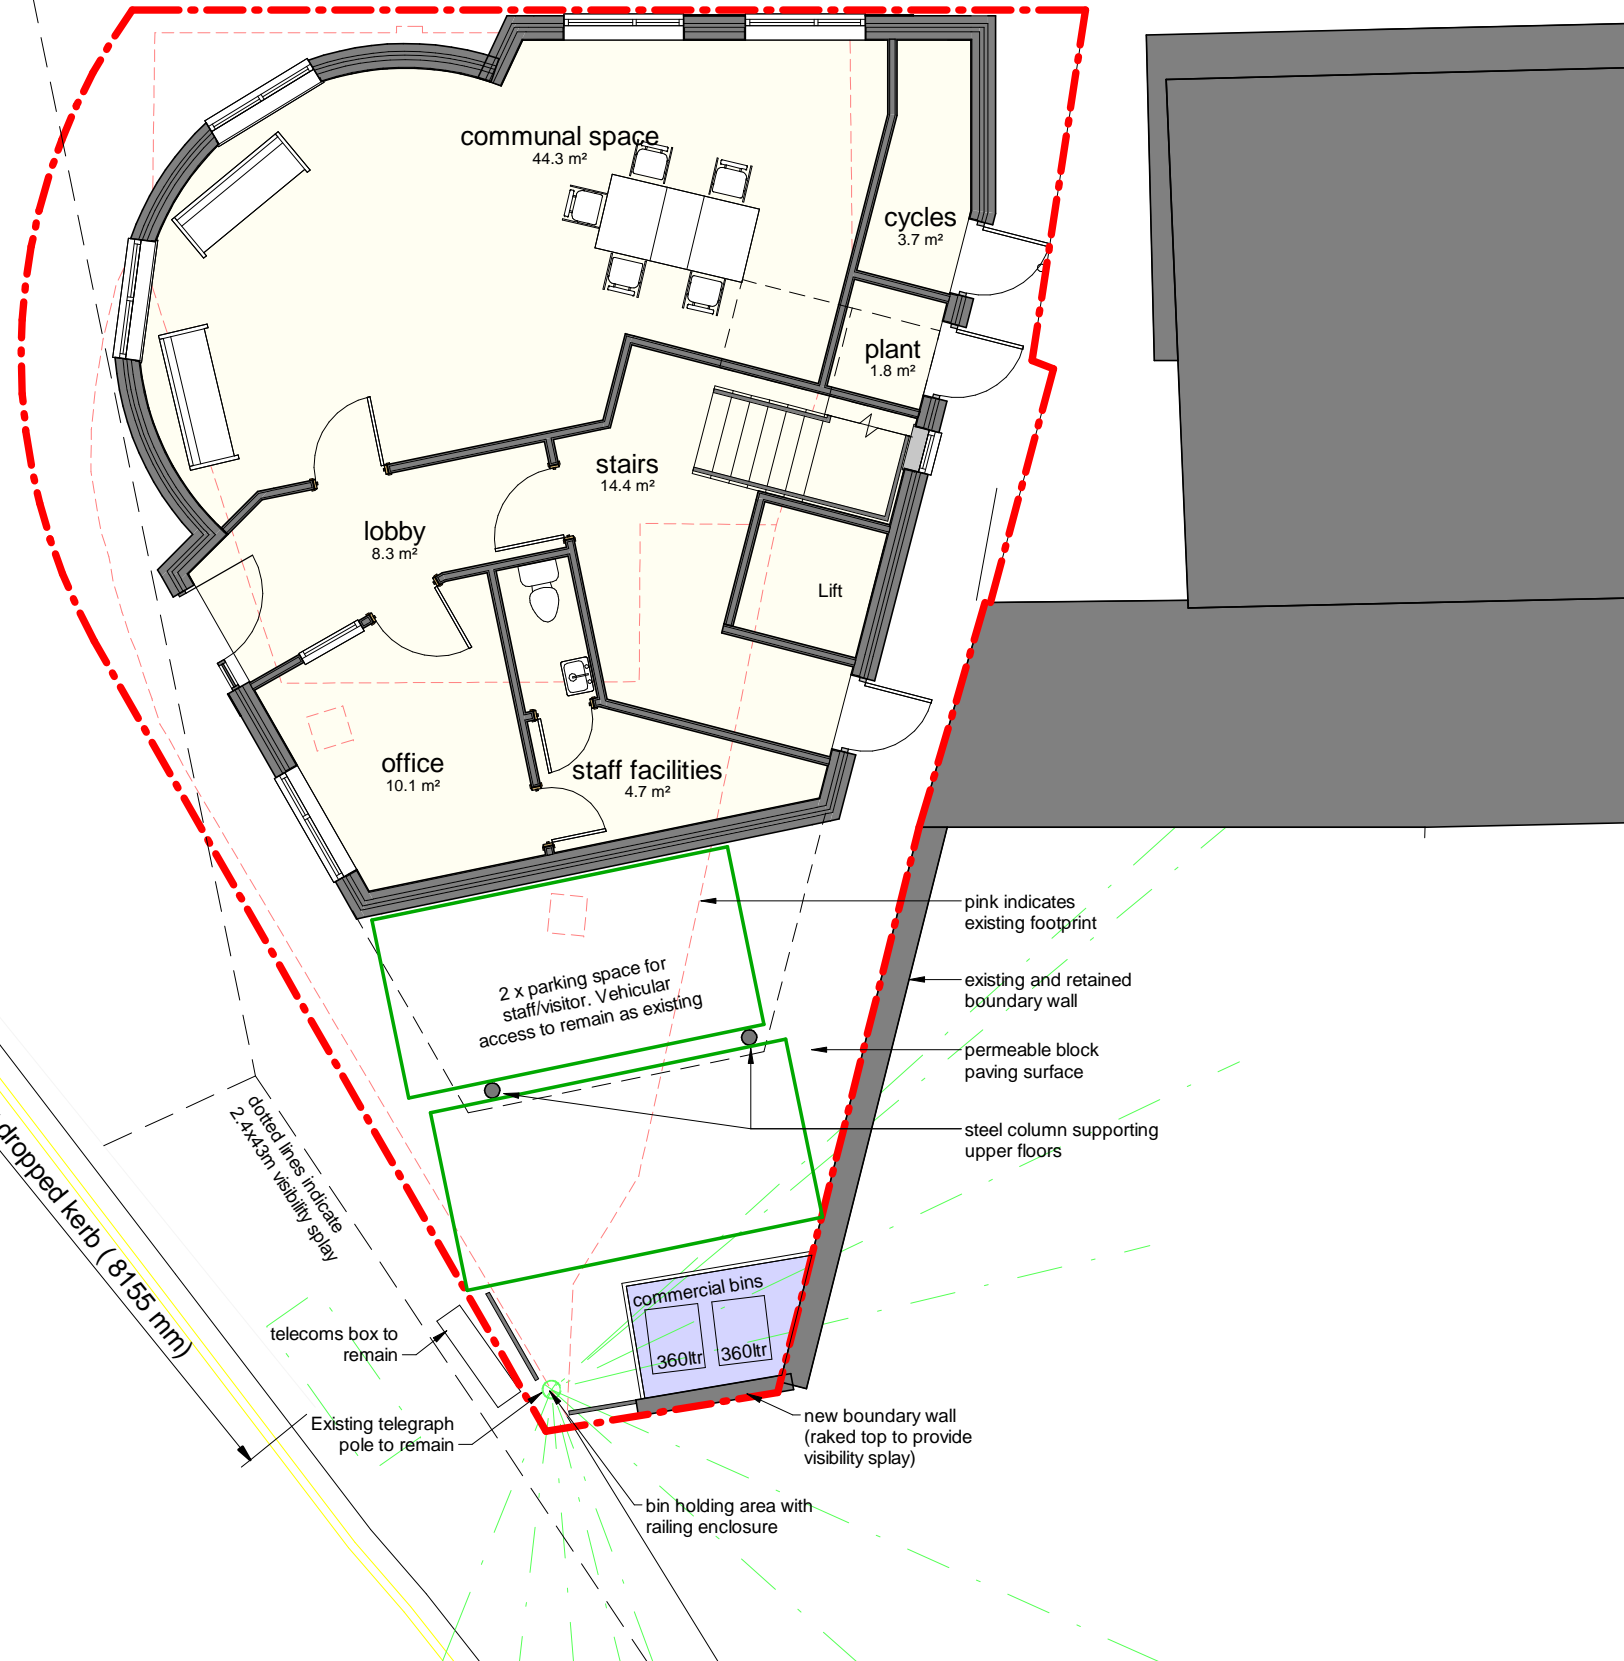 communal space
44.3 m²
cycles
3.7 m²
plant
1.8 m²
stairs
14.4 m²
lobby
8.3 m²
Lift
office
10.1 m²
staff facilities
4.7 m²
pink indicates
existing footprint
2 x parking space for
staff/visitor. Vehicular
access to remain as existing
existing and retained
boundary wall
permeable block
paving surface
dotted lines indicate
2.4x43m visibility splay
steel column supporting
upper floors
dropped kerb ( 8155 mm)
commercial bins
360ltr
360ltr
telecoms box to
remain
Existing telegraph
pole to remain
new boundary wall
(raked top to provide
visibility splay)
bin holding area with
railing enclosure